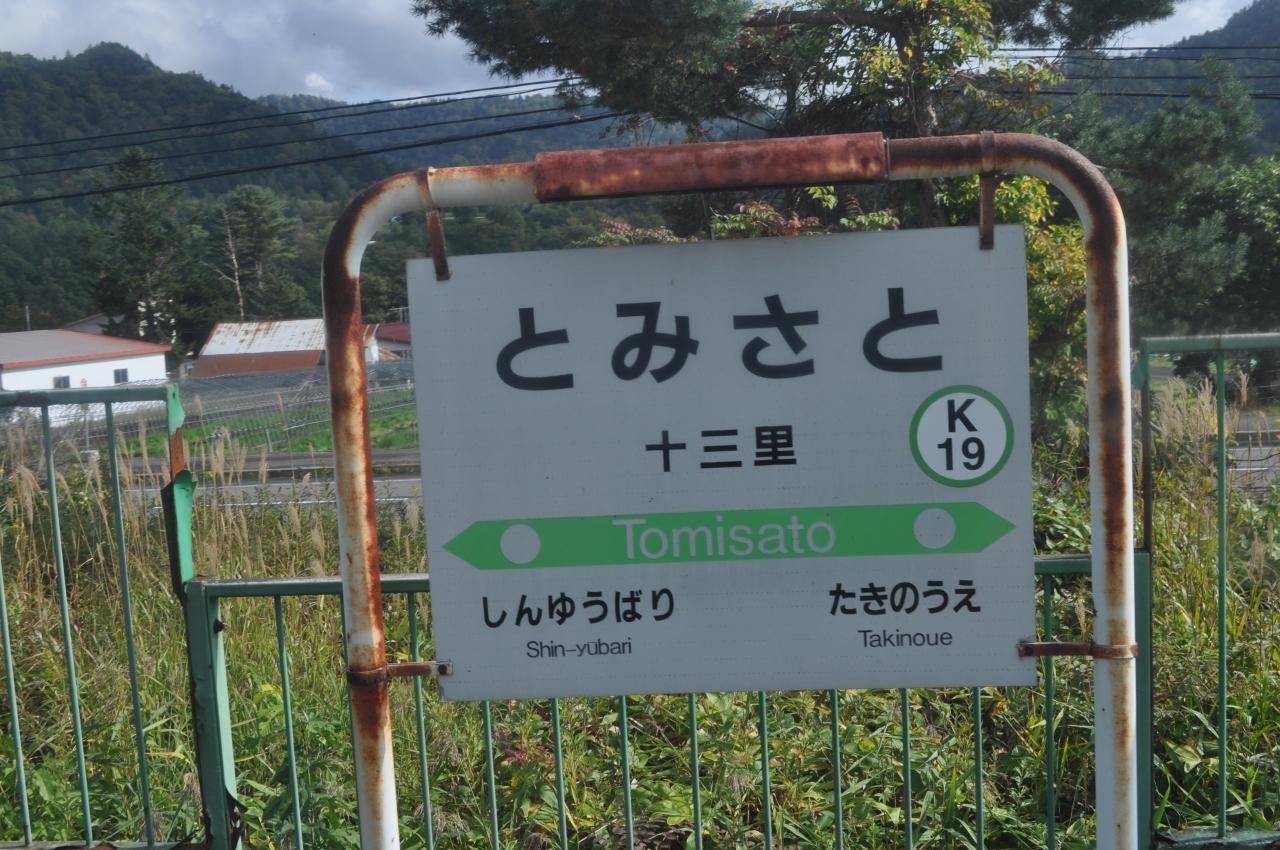 とみさと
十三里
K
19
Tomisato
しんゆうばり
Shin-yūbari
たきのうえ
Takinoue